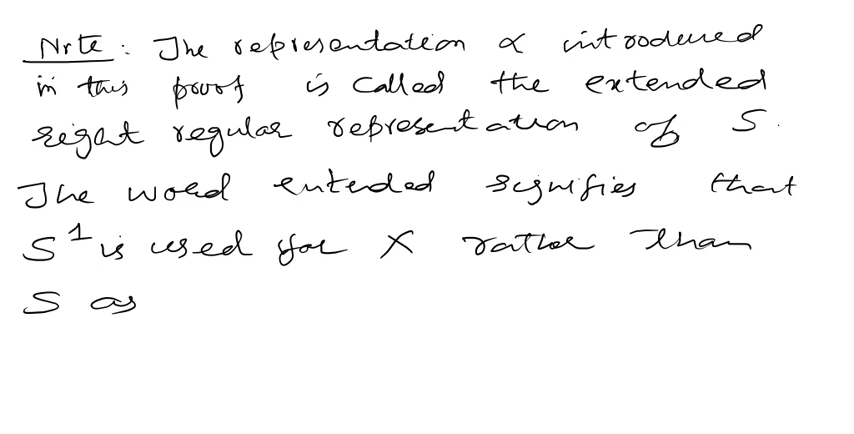 Note: The representation α introduced
in this proof is called the extended
right regular representation of S.
The word extended signifies that
S¹ is used for X rather than
S as